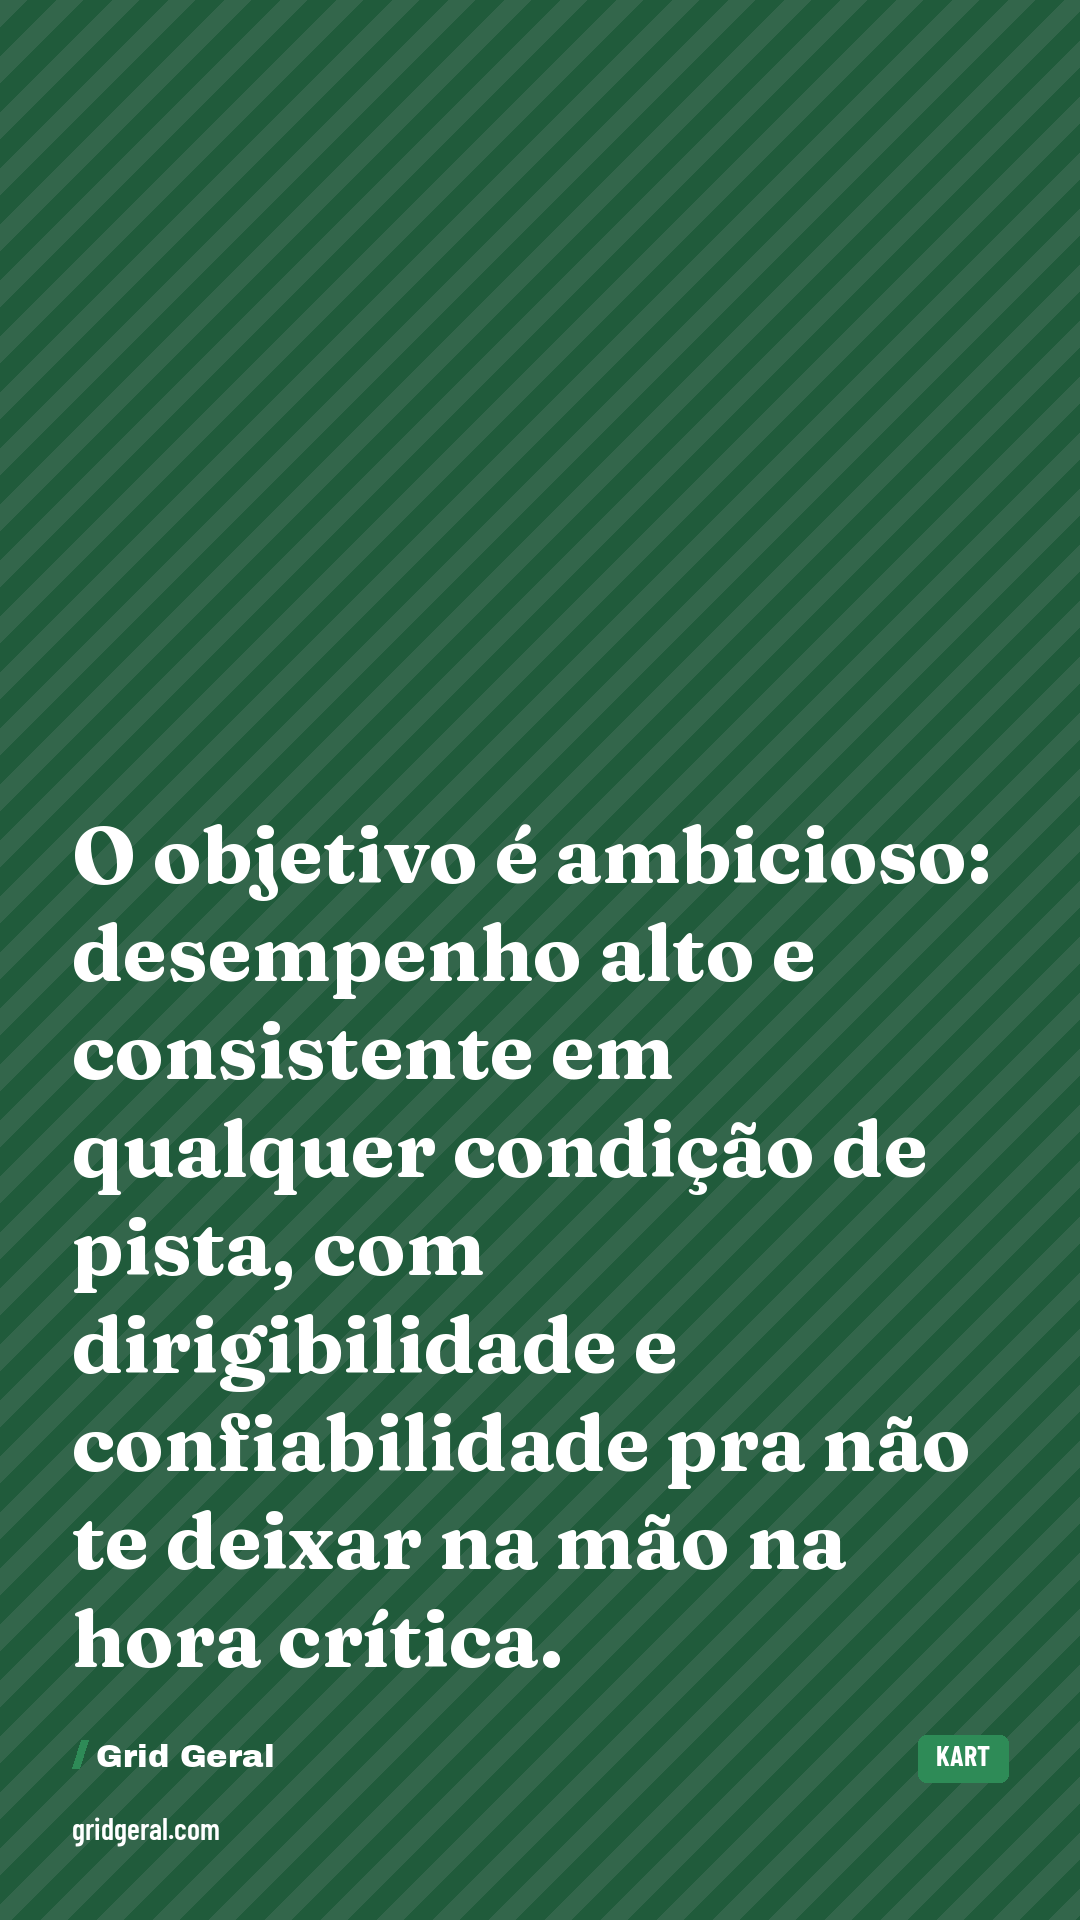 O objetivo é ambicioso:
desempenho alto e
consistente em
qualquer condição de
pista, com
dirigibilidade e
confiabilidade pra não
te deixar na mão na
hora crítica.
/ Grid Geral
KART
gridgeral.com